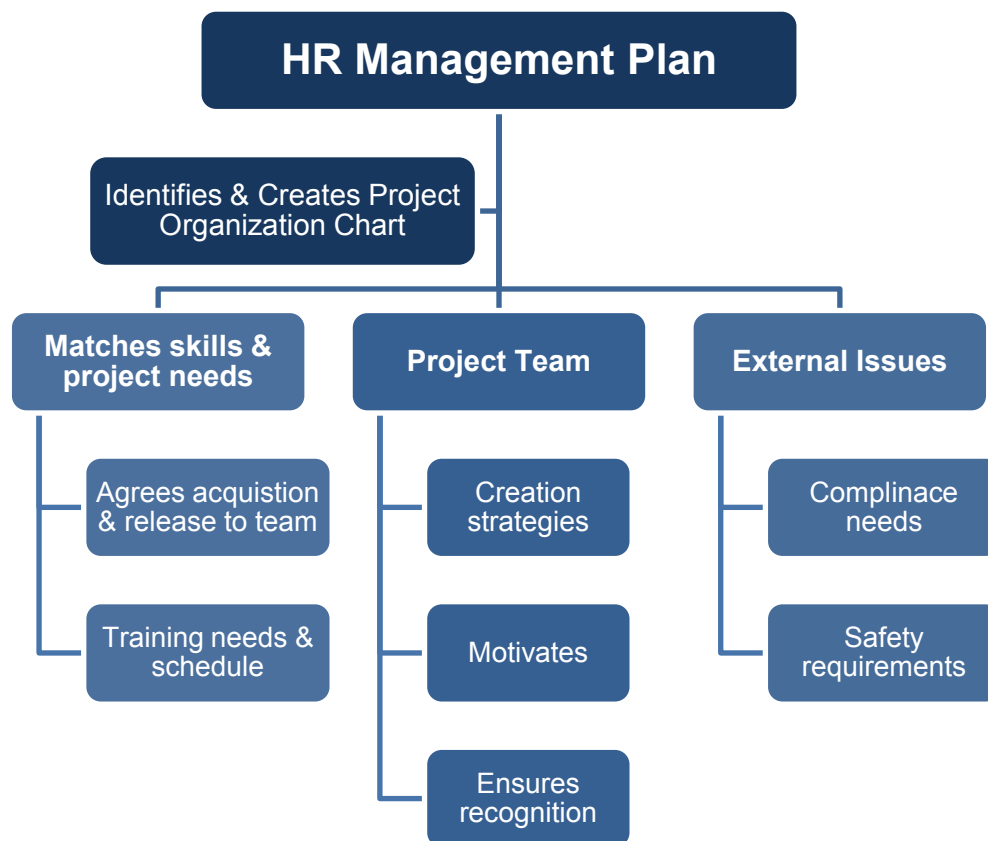 HR Management Plan
Identifies & Creates Project
Organization Chart
Matches skills &
project needs
Agrees acquistion
& release to team
Training needs &
schedule
Project Team
Creation
strategies
Motivates
Ensures
recognition
External Issues
Complinace
needs
Safety
requirements